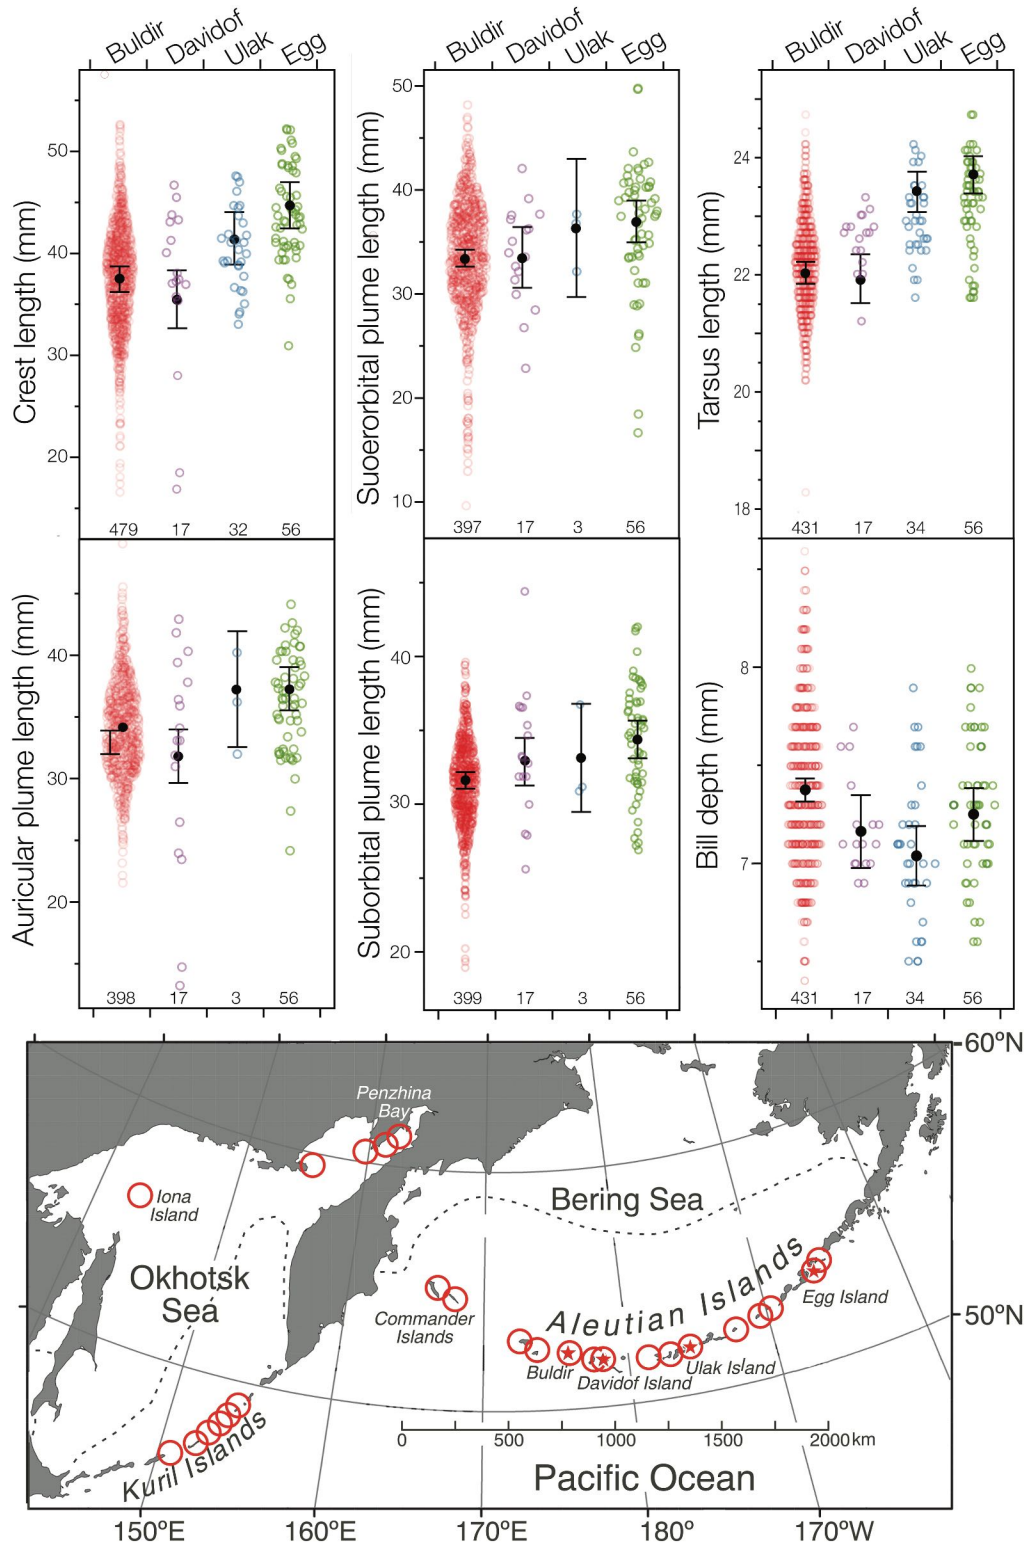 Buldir Davidof Ulak Egg
Buldir Davidof Ulak Egg
Buldir Davidof Ulak Egg
Crest length (mm)
50
40
30
20
479 17 32 56
Suoerorbital plume length (mm)
50
40
30
20
10
397 17 3 56
Tarsus length (mm)
24
22
20
18
431 17 34 56
Auricular plume length (mm)
40
30
20
398 17 3 56
Suborbital plume length (mm)
40
30
20
399 17 3 56
Bill depth (mm)
8
7
431 17 34 56
60ºN
Penzhina
Bay
Iona
Island
Bering Sea
Okhotsk
Sea
Commander
Islands
Aleutian Islands
Egg Island
50ºN
Buldir
Davidof Island
Ulak Island
Kuril Islands
0 500 1000 1500 2000km
Pacific Ocean
150ºE 160ºE 170ºE 180º 170ºW